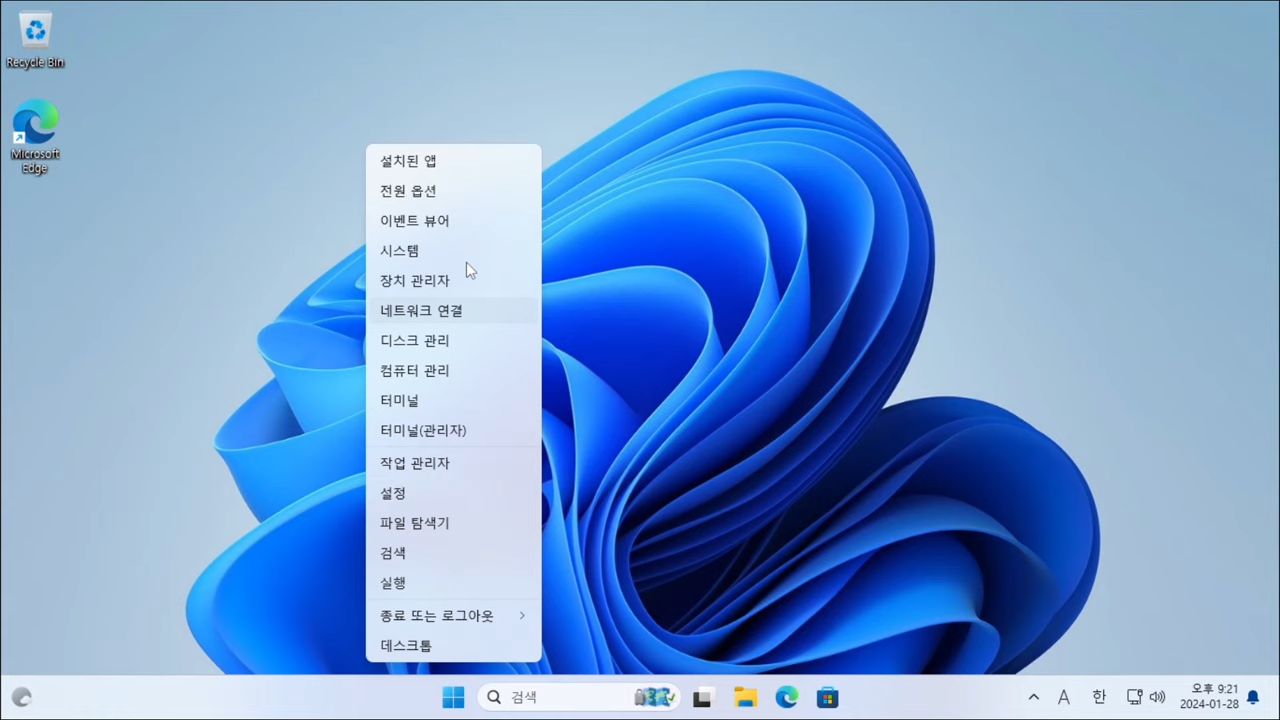 Recycle Bin
Microsoft
Edge
설치된 앱
전원 옵션
이벤트 뷰어
시스템
장치 관리자
네트워크 연결
디스크 관리
컴퓨터 관리
터미널
터미널(관리자)
작업 관리자
설정
파일 탐색기
검색
실행
종료 또는 로그아웃
데스크톱
검색
A
한
오후 9:21
2024-01-28